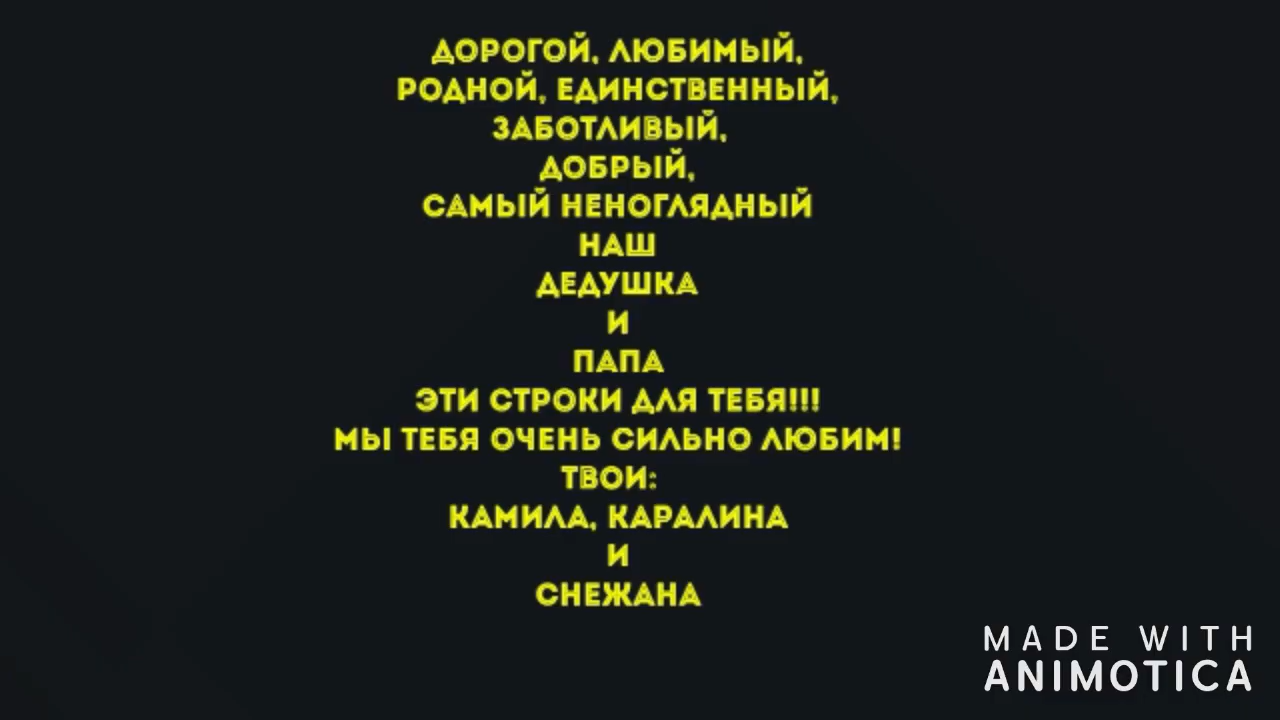 ДОРОГОЙ, ЛЮБИМЫЙ,
РОДНОЙ, ЕДИНСТВЕННЫЙ,
ЗАБОТЛИВЫЙ,
ДОБРЫЙ,
САМЫЙ НЕНОГЛЯДНЫЙ
НАШ
ДЕДУШКА
И
ПАПА
ЭТИ СТРОКИ ДЛЯ ТЕБЯ!!!
МЫ ТЕБЯ ОЧЕНЬ СИЛЬНО ЛЮБИМ!
ТВОИ:
КАМИЛА, КАРАЛИНА
И
СНЕЖАНА
MADE WITH
ANIMOTICA